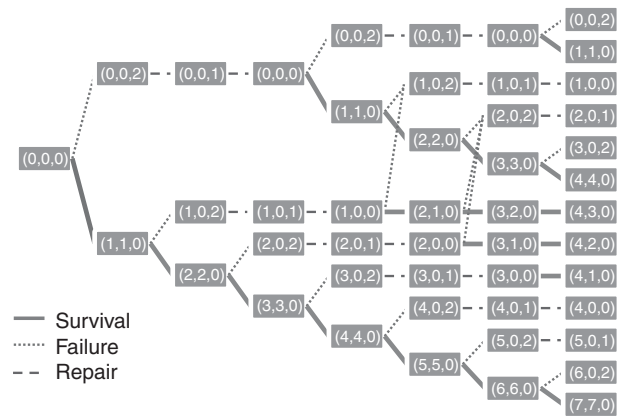 (0,0,2)
(0,0,2) (0,0,1) (0,0,0)
(1,1,0)
(0,0,2) (0,0,1) (0,0,0)
(1,0,2) (1,0,1) (1,0,0)
(1,1,0)
(2,0,2) (2,0,1)
(2,2,0)
(3,0,2)
(0,0,0)
(3,3,0)
(4,4,0)
(1,0,2) (1,0,1) (1,0,0) (2,1,0) (3,2,0) (4,3,0)
(1,1,0)
(2,0,2) (2,0,1) (2,0,0) (3,1,0) (4,2,0)
(2,2,0)
(3,0,2) (3,0,1) (3,0,0) (4,1,0)
(3,3,0)
(4,0,2) (4,0,1) (4,0,0)
Survival
(4,4,0)
Failure
(5,0,2) (5,0,1)
(5,5,0)
Repair
(6,0,2)
(6,6,0)
(7,7,0)